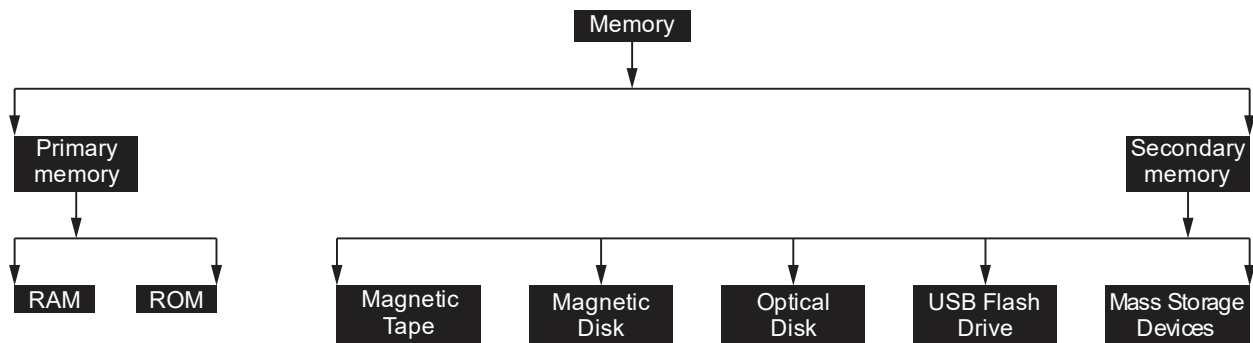 Memory
Primary
memory
Secondary
memory
RAM
ROM
Magnetic
Tape
Magnetic
Disk
Optical
Disk
USB Flash
Drive
Mass Storage
Devices